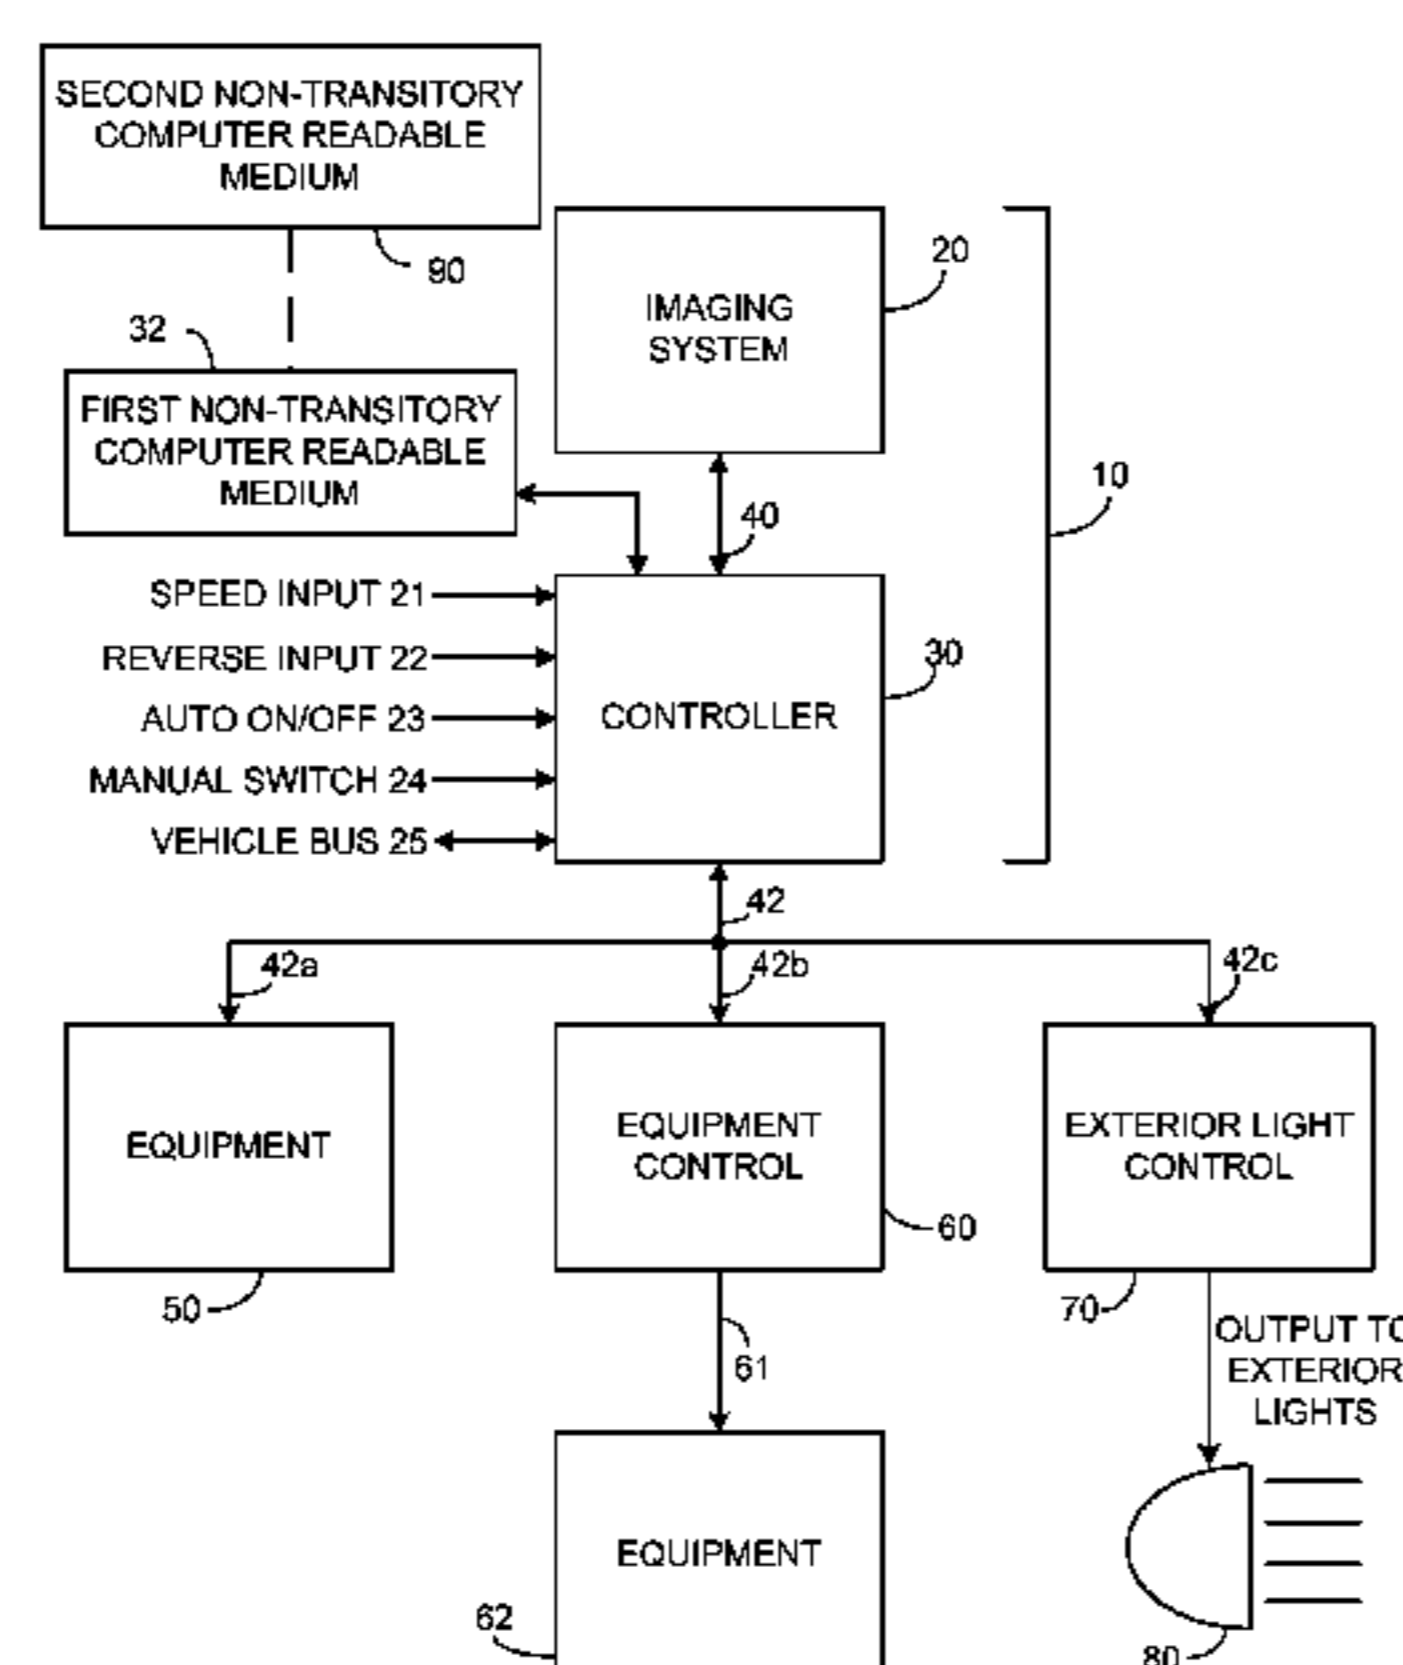 SECOND NON-TRANSITORY
COMPUTER READABLE
MEDIUM
90
20
IMAGING
SYSTEM
32
FIRST NON-TRANSITORY
COMPUTER READABLE
MEDIUM
10
40
SPEED INPUT 21
REVERSE INPUT 22
AUTO ON/OFF 23
MANUAL SWITCH 24
VEHICLE BUS 25
30
CONTROLLER
42
42a
42b
42c
EQUIPMENT
EQUIPMENT
CONTROL
EXTERIOR LIGHT
CONTROL
60
50
70
61
OUTPUT TO
EXTERIOR
LIGHTS
EQUIPMENT
62
80